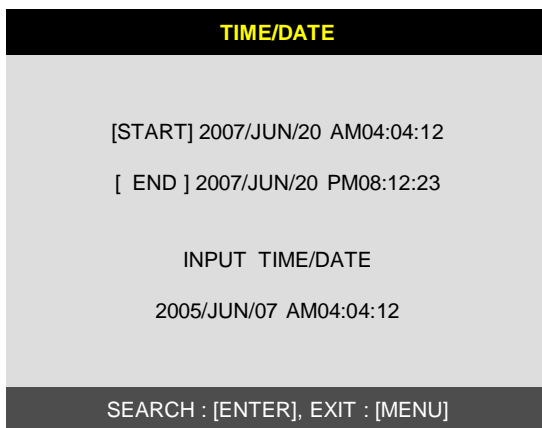 TIME/DATE
[START] 2007/JUN/20 AM04:04:12
[ END ] 2007/JUN/20 PM08:12:23
INPUT TIME/DATE
2005/JUN/07 AM04:04:12
SEARCH : [ENTER], EXIT : [MENU]